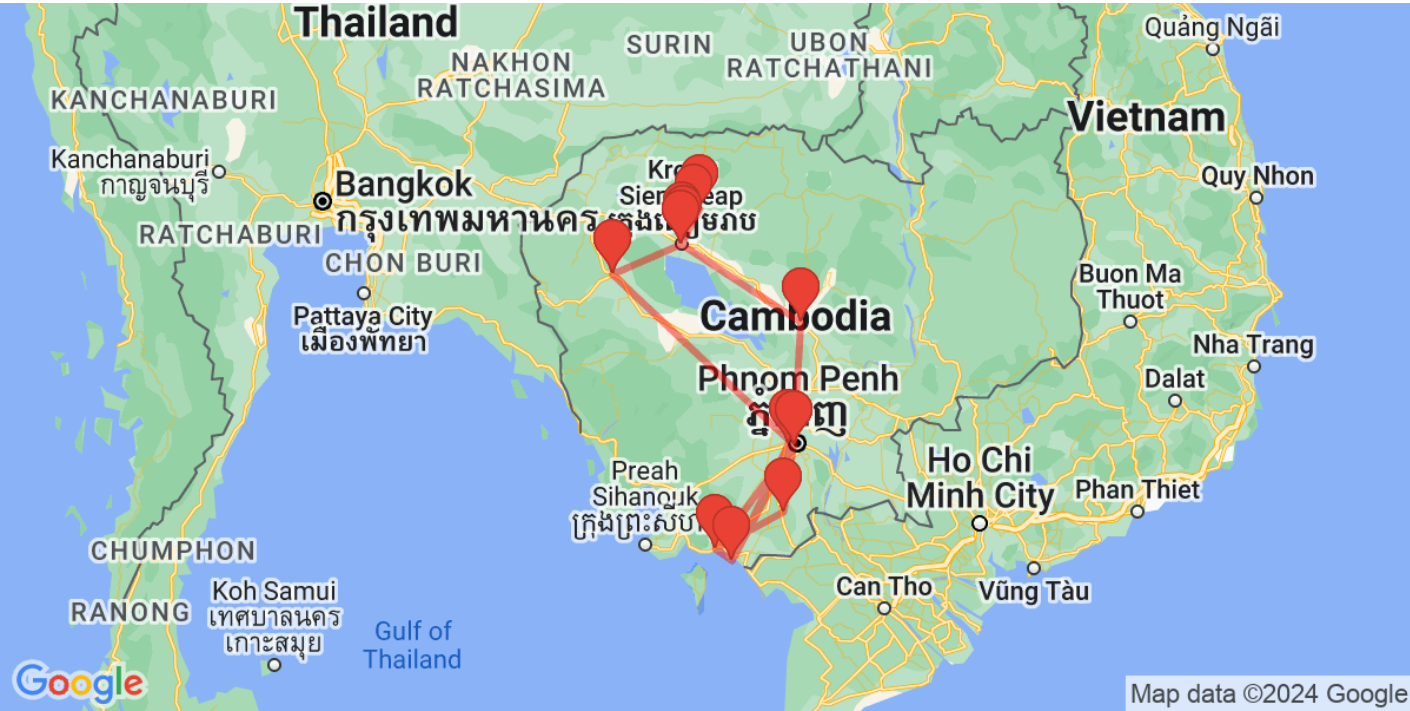 Thailand
Quảng Ngãi
SURIN
UBON
RATCHATHANI
NAKHON
RATCHASIMA
KANCHANABURI
Vietnam
Kanchanaburi
กาญจนบุรี
Siem
eap
Quy Nhon
Bangkok
กรุงเทพมหานคร
RATCHABURI
CHON BURI
Buon Ma
Thuot
Pattaya City
เมืองพัทยา
Cambodia
Nha Trang
Phnom Penh
Dalat
Ho Chi
Minh City
Preah
Sihanouk
Phan Thiet
CHUMPHON
Koh Samui
เทศบาลนคร
เกาะสมุย
RANONG
Can Tho
Vũng Tàu
Gulf of
Thailand
Google
Map data ©2024 Google